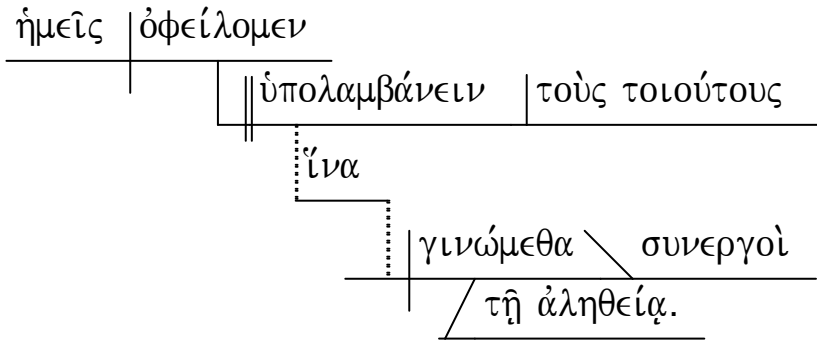 ἡμεῖς ὀφείλομεν
ὑπολαμβάνειν τοὺς τοιούτους
ἵνα
γινώμεθα συνεργοὶ
τῇ ἀληθείᾳ.